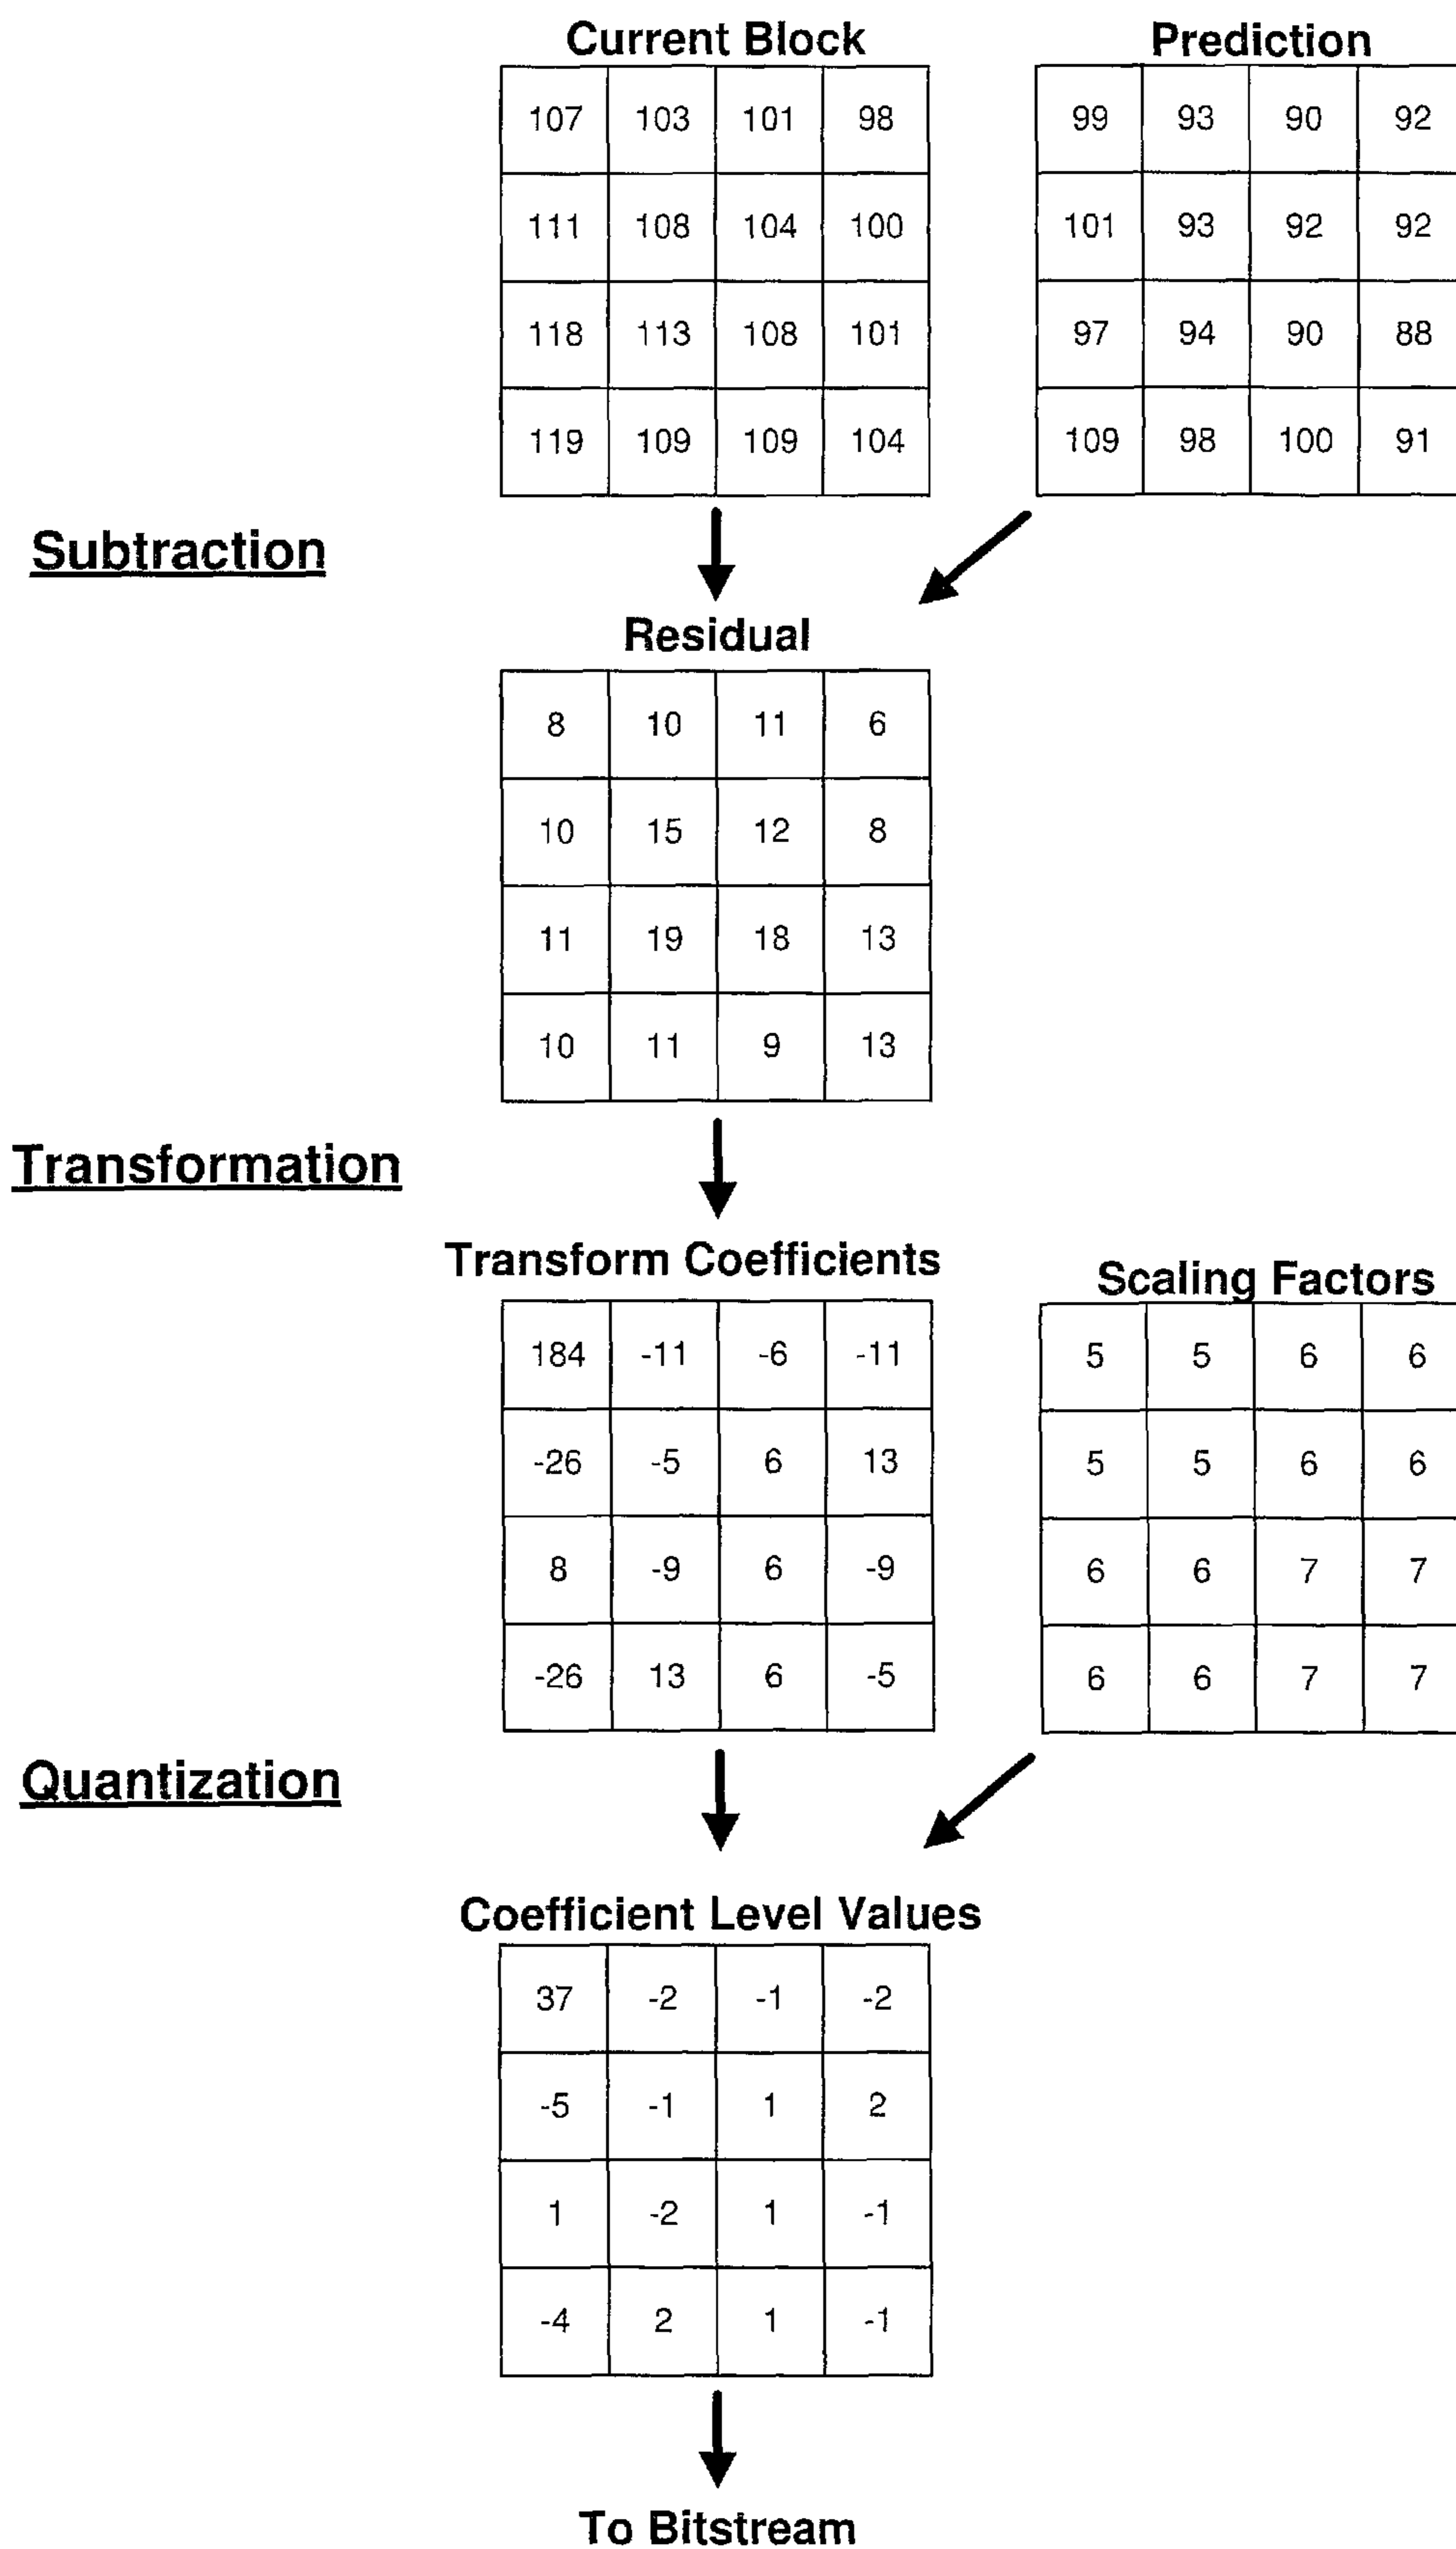 Current Block Prediction
107 103 101 98 99 93 90 92
111 108 104 100 101 93 92 92
118 113 108 101 97 94 90 88
119 109 109 104 109 98 100 91
Subtraction
Residual
8 10 11 6
10 15 12 8
11 19 18 13
10 11 9 13
Transformation
Transform Coefficients Scaling Factors
184 -11 -6 -11 5 5 6 6
-26 -5 6 13 5 5 6 6
8 -9 6 -9 6 6 7 7
-26 13 6 -5 6 6 7 7
Quantization
Coefficient Level Values
37 -2 -1 -2
-5 -1 1 2
1 -2 1 -1
-4 2 1 -1
To Bitstream